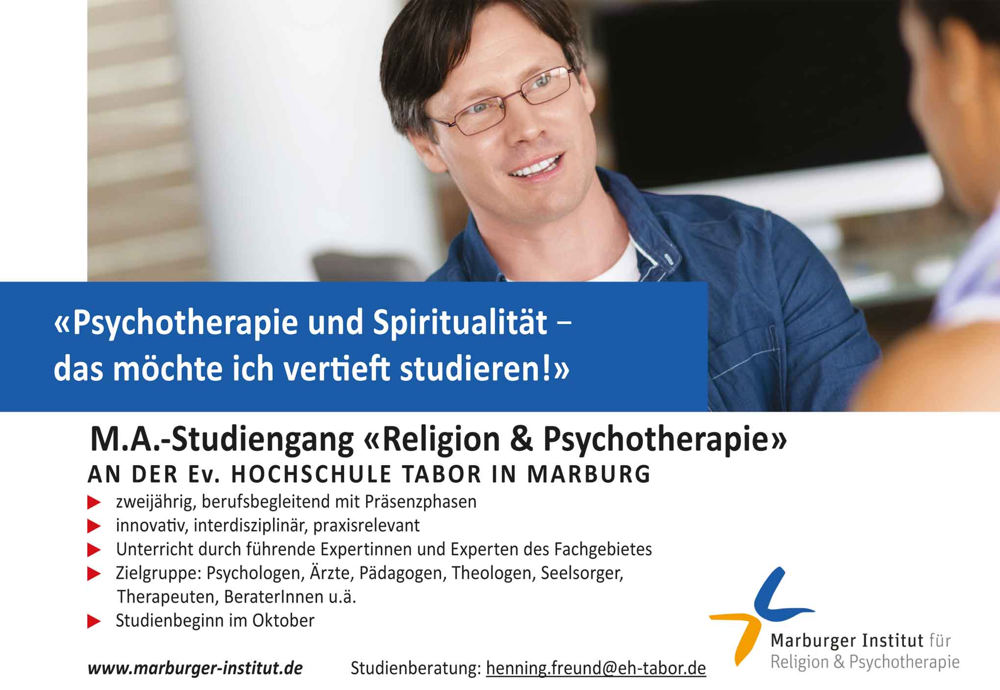 «Psychotherapie und Spiritualität –
das möchte ich vertieft studieren!»
M.A.-Studiengang «Religion & Psychotherapie»
AN DER Ev. HOCHSCHULE TABOR IN MARBURG
zweijährig, berufsbegleitend mit Präsenzphasen
innovativ, interdisziplinär, praxisrelevant
Unterricht durch führende Expertinnen und Experten des Fachgebietes
Zielgruppe: Psychologen, Ärzte, Pädagogen, Theologen, Seelsorger,
Therapeuten, BeraterInnen u.ä.
Studienbeginn im Oktober
www.marburger-institut.de Studienberatung: henning.freund@eh-tabor.de
Marburger Institut für
Religion & Psychotherapie